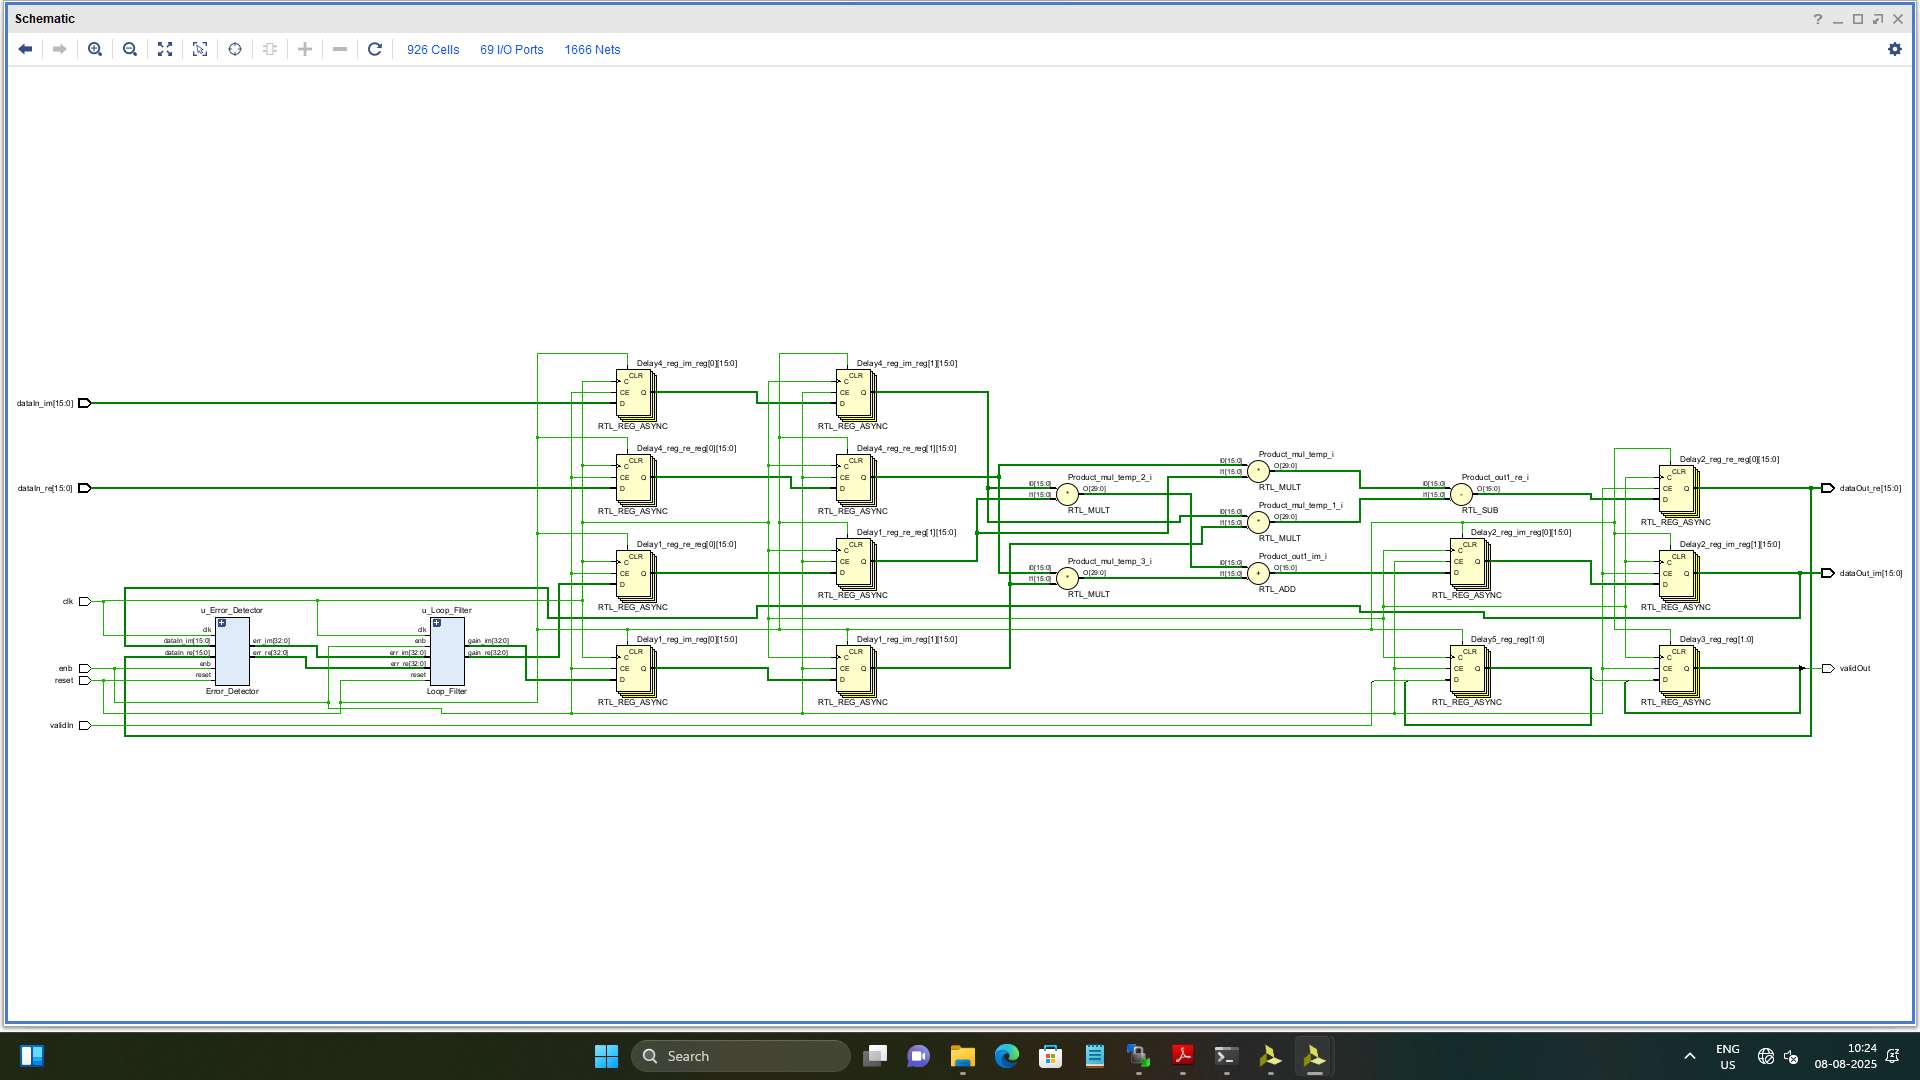 Schematic
926 Cells 69 I/O Ports 1666 Nets
Delay4_reg_im_reg[0][15:0]
CLR
C
CE Q
D
RTL_REG_ASYNC
Delay4_reg_im_reg[1][15:0]
CLR
C
CE Q
D
RTL_REG_ASYNC
dataIn_im[15:0]
Delay4_reg_re_reg[0][15:0]
CLR
C
CE Q
D
RTL_REG_ASYNC
Delay4_reg_re_reg[1][15:0]
CLR
C
CE Q
D
RTL_REG_ASYNC
dataIn_re[15:0]
Product_mul_temp_2_i
I0[15:0]
I1[15:0]
*
O[29:0]
RTL_MULT
Product_mul_temp_i
I0[15:0]
I1[15:0]
*
O[29:0]
RTL_MULT
Product_mul_temp_1_i
I0[15:0]
I1[15:0]
*
O[29:0]
RTL_MULT
Product_out1_re_i
I0[15:0]
I1[15:0]
-
O[15:0]
RTL_SUB
Delay2_reg_re_reg[0][15:0]
CLR
C
CE Q
D
RTL_REG_ASYNC
dataOut_re[15:0]
Delay1_reg_re_reg[0][15:0]
CLR
C
CE Q
D
RTL_REG_ASYNC
Delay1_reg_re_reg[1][15:0]
CLR
C
CE Q
D
RTL_REG_ASYNC
Product_mul_temp_3_i
I0[15:0]
I1[15:0]
*
O[29:0]
RTL_MULT
Product_out1_im_i
I0[15:0]
I1[15:0]
+
O[15:0]
RTL_ADD
Delay2_reg_im_reg[0][15:0]
CLR
C
CE Q
D
RTL_REG_ASYNC
Delay2_reg_im_reg[1][15:0]
CLR
C
CE Q
D
RTL_REG_ASYNC
dataOut_im[15:0]
clk
enb
reset
validIn
u_Error_Detector
clk
dataIn_im[15:0]
dataIn_re[15:0]
enb
reset
err_im[32:0]
err_re[32:0]
Error_Detector
u_Loop_Filter
clk
enb
err_im[32:0]
err_re[32:0]
reset
gain_im[32:0]
gain_re[32:0]
Loop_Filter
Delay1_reg_im_reg[0][15:0]
CLR
C
CE Q
D
RTL_REG_ASYNC
Delay1_reg_im_reg[1][15:0]
CLR
C
CE Q
D
RTL_REG_ASYNC
Delay5_reg_reg[1:0]
CLR
C
CE Q
D
RTL_REG_ASYNC
Delay3_reg_reg[1:0]
CLR
C
CE Q
D
RTL_REG_ASYNC
validOut
Search
ENG
US
10:24
08-08-2025